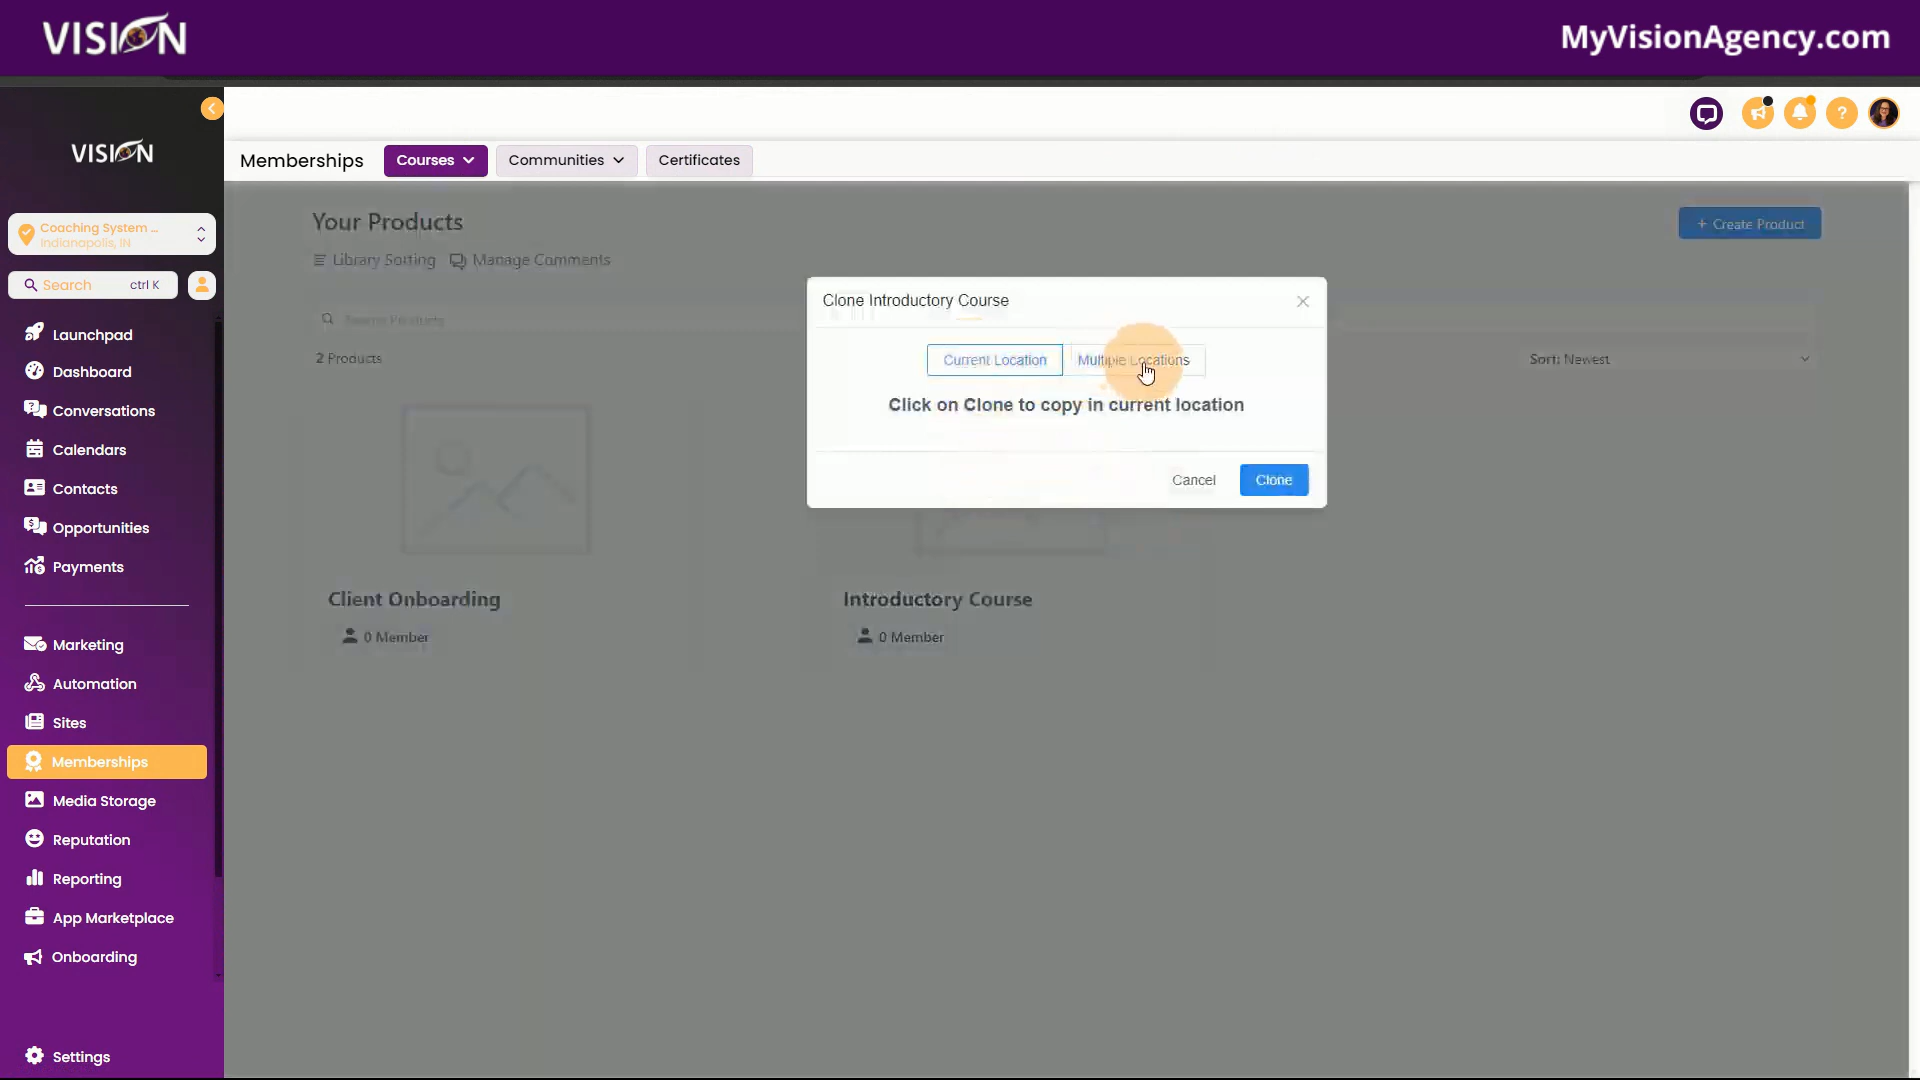 VISION
MyVisionAgency.com
VISION
Memberships
Courses
Communities
Certificates
Coaching System ...
Indianapolis, IN
Search
ctrl K
Launchpad
Dashboard
Conversations
Calendars
Contacts
Opportunities
Payments
Marketing
Automation
Sites
Memberships
Media Storage
Reputation
Reporting
App Marketplace
Onboarding
Settings
Your Products
+ Create Product
Library Sorting
Manage Comments
Search Products
2 Products
Sort: Newest
Clone Introductory Course
Current Location
Multiple Locations
Click on Clone to copy in current location
Cancel
Clone
Client Onboarding
0 Member
Introductory Course
0 Member